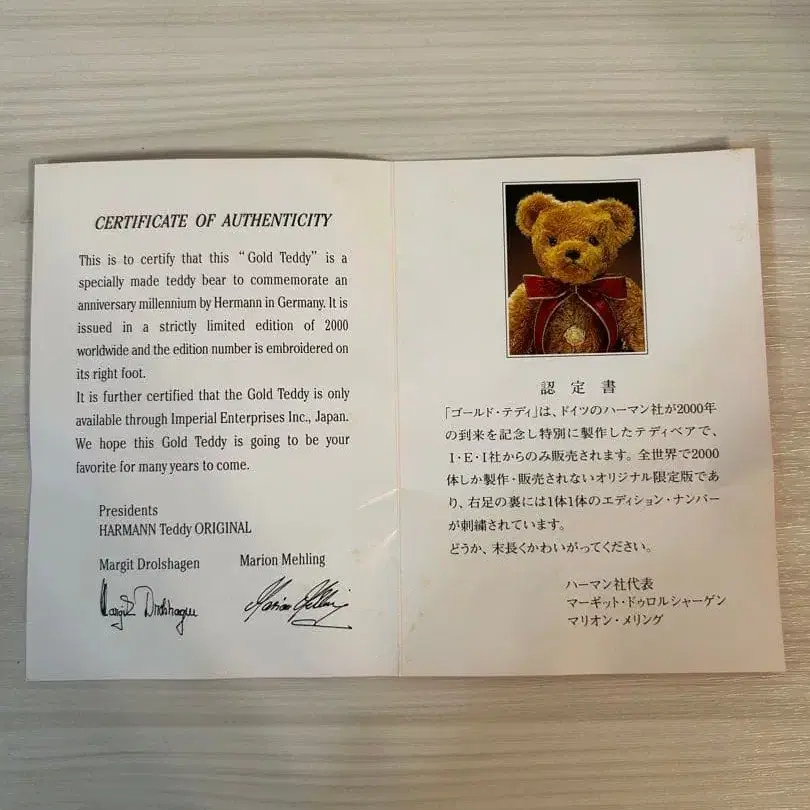 CERTIFICATE OF AUTHENTICITY
This is to certify that this “Gold Teddy” is a
specially made teddy bear to commemorate an
anniversary millennium by Hermann in Germany. It is
issued in a strictly limited edition of 2000
worldwide and the edition number is embroidered on
its right foot.
It is further certified that the Gold Teddy is only
available through Imperial Enterprises Inc., Japan.
We hope this Gold Teddy is going to be your
favorite for many years to come.
Presidents
HARMANN Teddy ORIGINAL
Margit Drolshagen
Marion Mehling
Margit Drolshagen
Marion Mehling
認定書
「ゴールド・テディ」は、ドイツのハーマン社が2000年
の到来を記念し特別に製作したテディベアで、
I・E・I社からのみ販売されます。全世界で2000
体しか製作・販売されないオリジナル限定版であ
り、右足の裏には1体1体のエディション・ナンバー
が刺繍されています。
どうか、末長くかわいがってください。
ハーマン社代表
マーギット・ドゥロルシャーゲン
マリオン・メリング